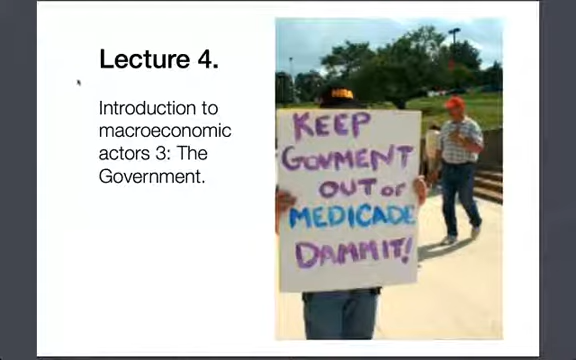 Lecture 4.
Introduction to
macroeconomic
actors 3: The
Government.
KEEP
GOVMENT
OUT OF
MEDICADE
DAMMIT!